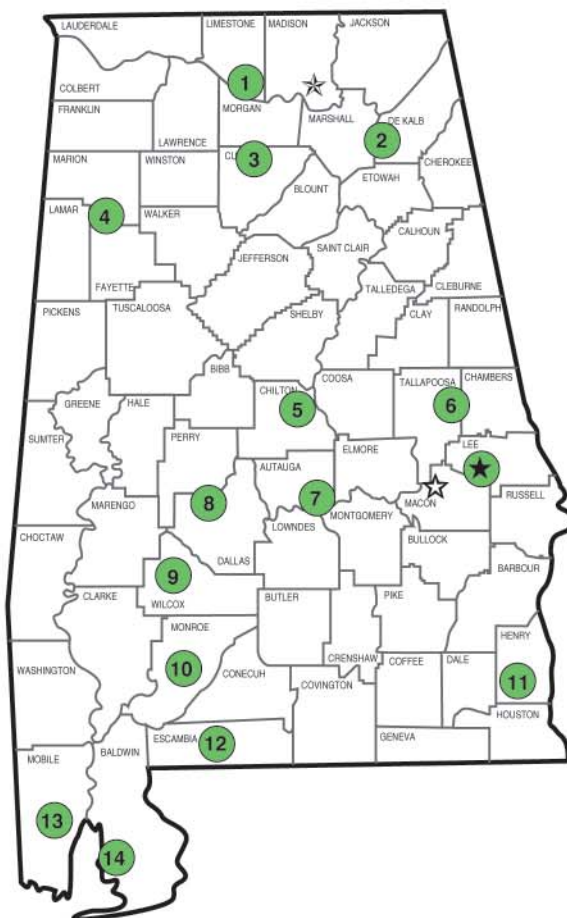 LAUDERDALE
LIMESTONE
MADISON
JACKSON
COLBERT
1
MORGAN
FRANKLIN
LAWRENCE
MARSHALL
DE KALB
2
MARION
WINSTON
3
CHEROKEE
ETOWAH
BLOUNT
LAMAR
4
WALKER
CALHOUN
SAINT CLAIR
JEFFERSON
FAYETTE
TALLEDEGA
CLEBURNE
PICKENS
TUSCALOOSA
SHELBY
CLAY
RANDOLPH
BIBB
COOSA
TALLAPOOSA
CHAMBERS
CHILTON
5
6
GREENE
HALE
SUMTER
PERRY
ELMORE
LEE
AUTAUGA
7
8
MARENGO
MACON
RUSSELL
MONTGOMERY
LOWNDES
CHOCTAW
BULLOCK
DALLAS
BARBOUR
9
CLARKE
WILCOX
BUTLER
PIKE
MONROE
HENRY
10
CONECUH
CRENSHAW
COFFEE
DALE
WASHINGTON
COVINGTON
11
HOUSTON
ESCAMBIA
12
GENEVA
MOBILE
BALDWIN
13
14